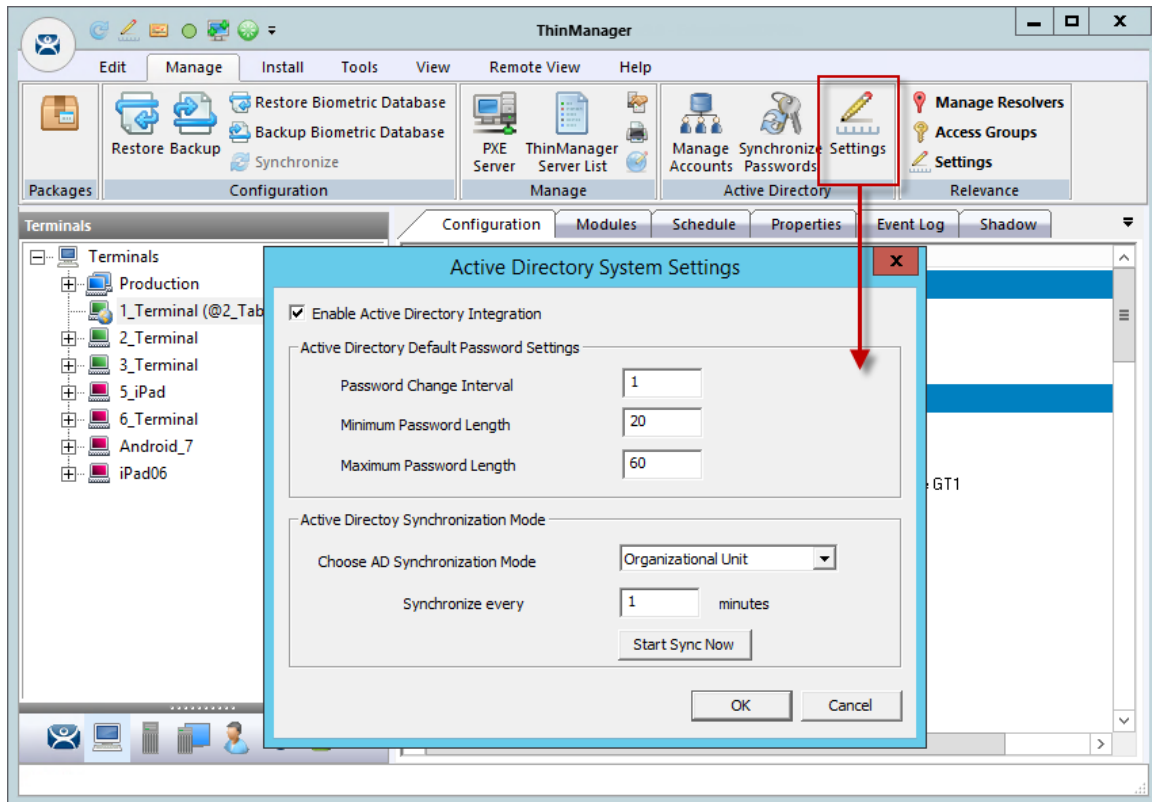 ThinManager
Edit Manage Install Tools View Remote View Help
Restore Biometric Database
Backup Biometric Database
Synchronize
Restore Backup
PXE Server
ThinManager Server List
Manage Accounts
Synchronize Passwords
Settings
Manage Resolvers
Access Groups
Settings
Packages Configuration Manage Active Directory Relevance
Terminals
Configuration Modules Schedule Properties Event Log Shadow
Terminals
Production
1_Terminal (@2_Tab
2_Terminal
3_Terminal
5_iPad
6_Terminal
Android_7
iPad06
Active Directory System Settings
x
Enable Active Directory Integration
Active Directory Default Password Settings
Password Change Interval 1
Minimum Password Length 20
Maximum Password Length 60
Active Directoy Synchronization Mode
Choose AD Synchronization Mode Organizational Unit
Synchronize every 1 minutes
Start Sync Now
OK Cancel
GT1